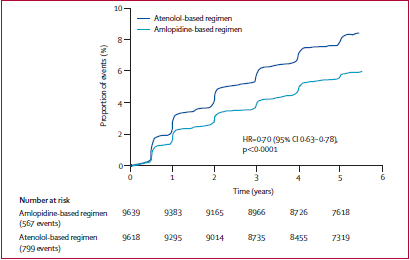 10
8
6
4
2
0
Proportion of events (%)
Atenolol-based regimen
Amlopidine-based regimen
HR=0·70 (95% CI 0·63–0·78),
p<0·0001
0 1 2 3 4 5 6
Time (years)
Number at risk
Amlopidine-based regimen 9639 9383 9165 8966 8726 7618
(567 events)
Atenolol-based regimen 9618 9295 9014 8735 8455 7319
(799 events)